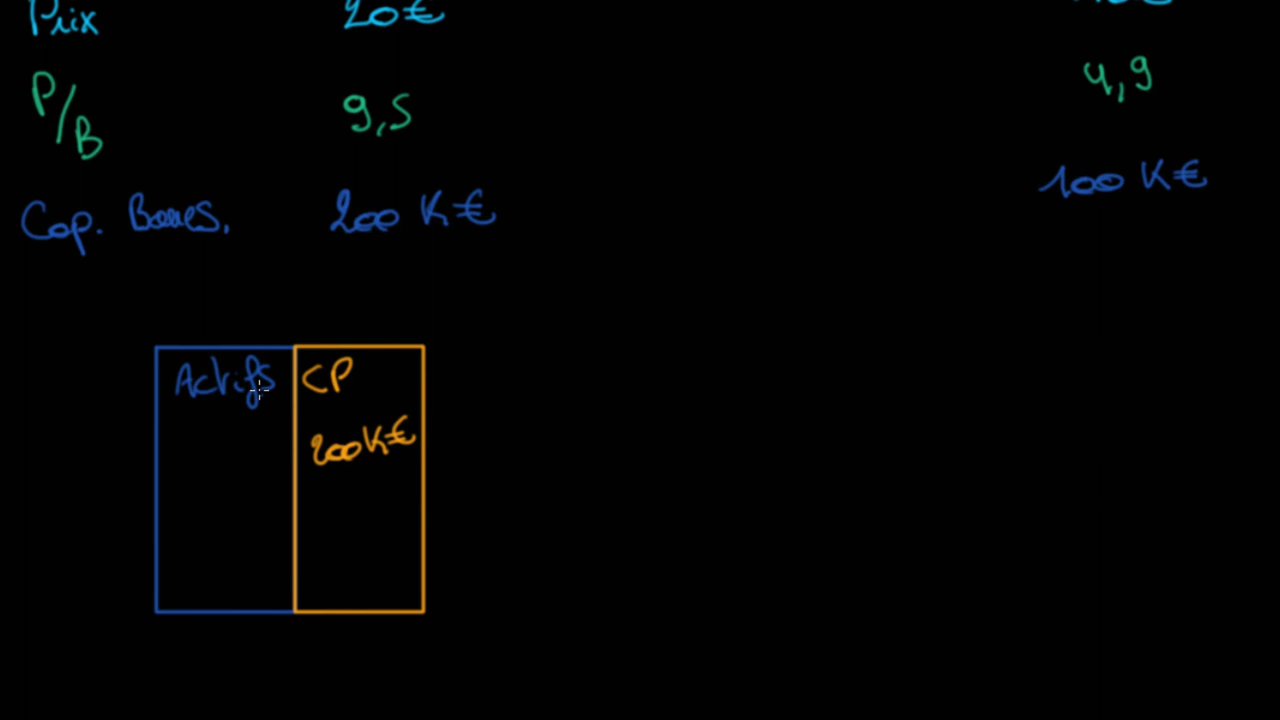 Prix 20€
P/B 9,5 4,9
Cap. Bours. 200 K€ 100 K€
Actifs CP
200K€